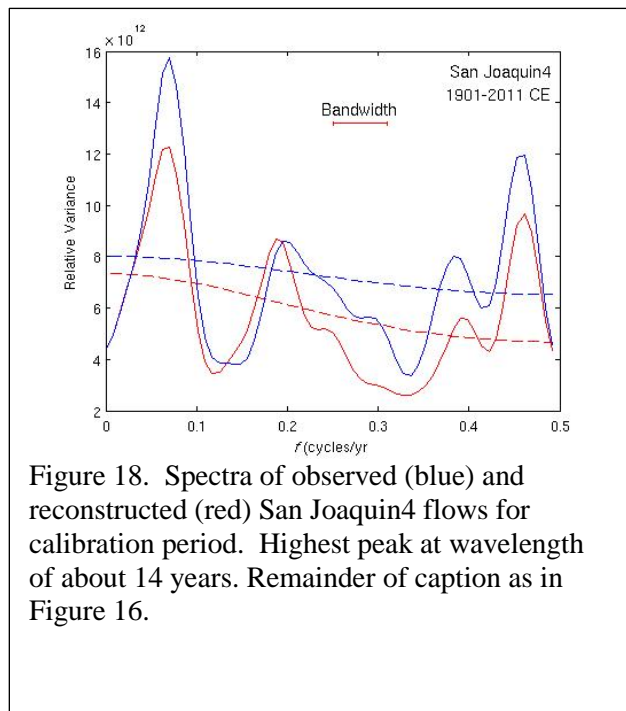 × 10^12
16
14
12
10
8
6
4
2
Relative Variance
San Joaquin4
1901-2011 CE
Bandwidth
0
0.1
0.2
0.3
0.4
0.5
f (cycles/yr
Figure 18.  Spectra of observed (blue) and
reconstructed (red) San Joaquin4 flows for
calibration period.  Highest peak at wavelength
of about 14 years. Remainder of caption as in
Figure 16.